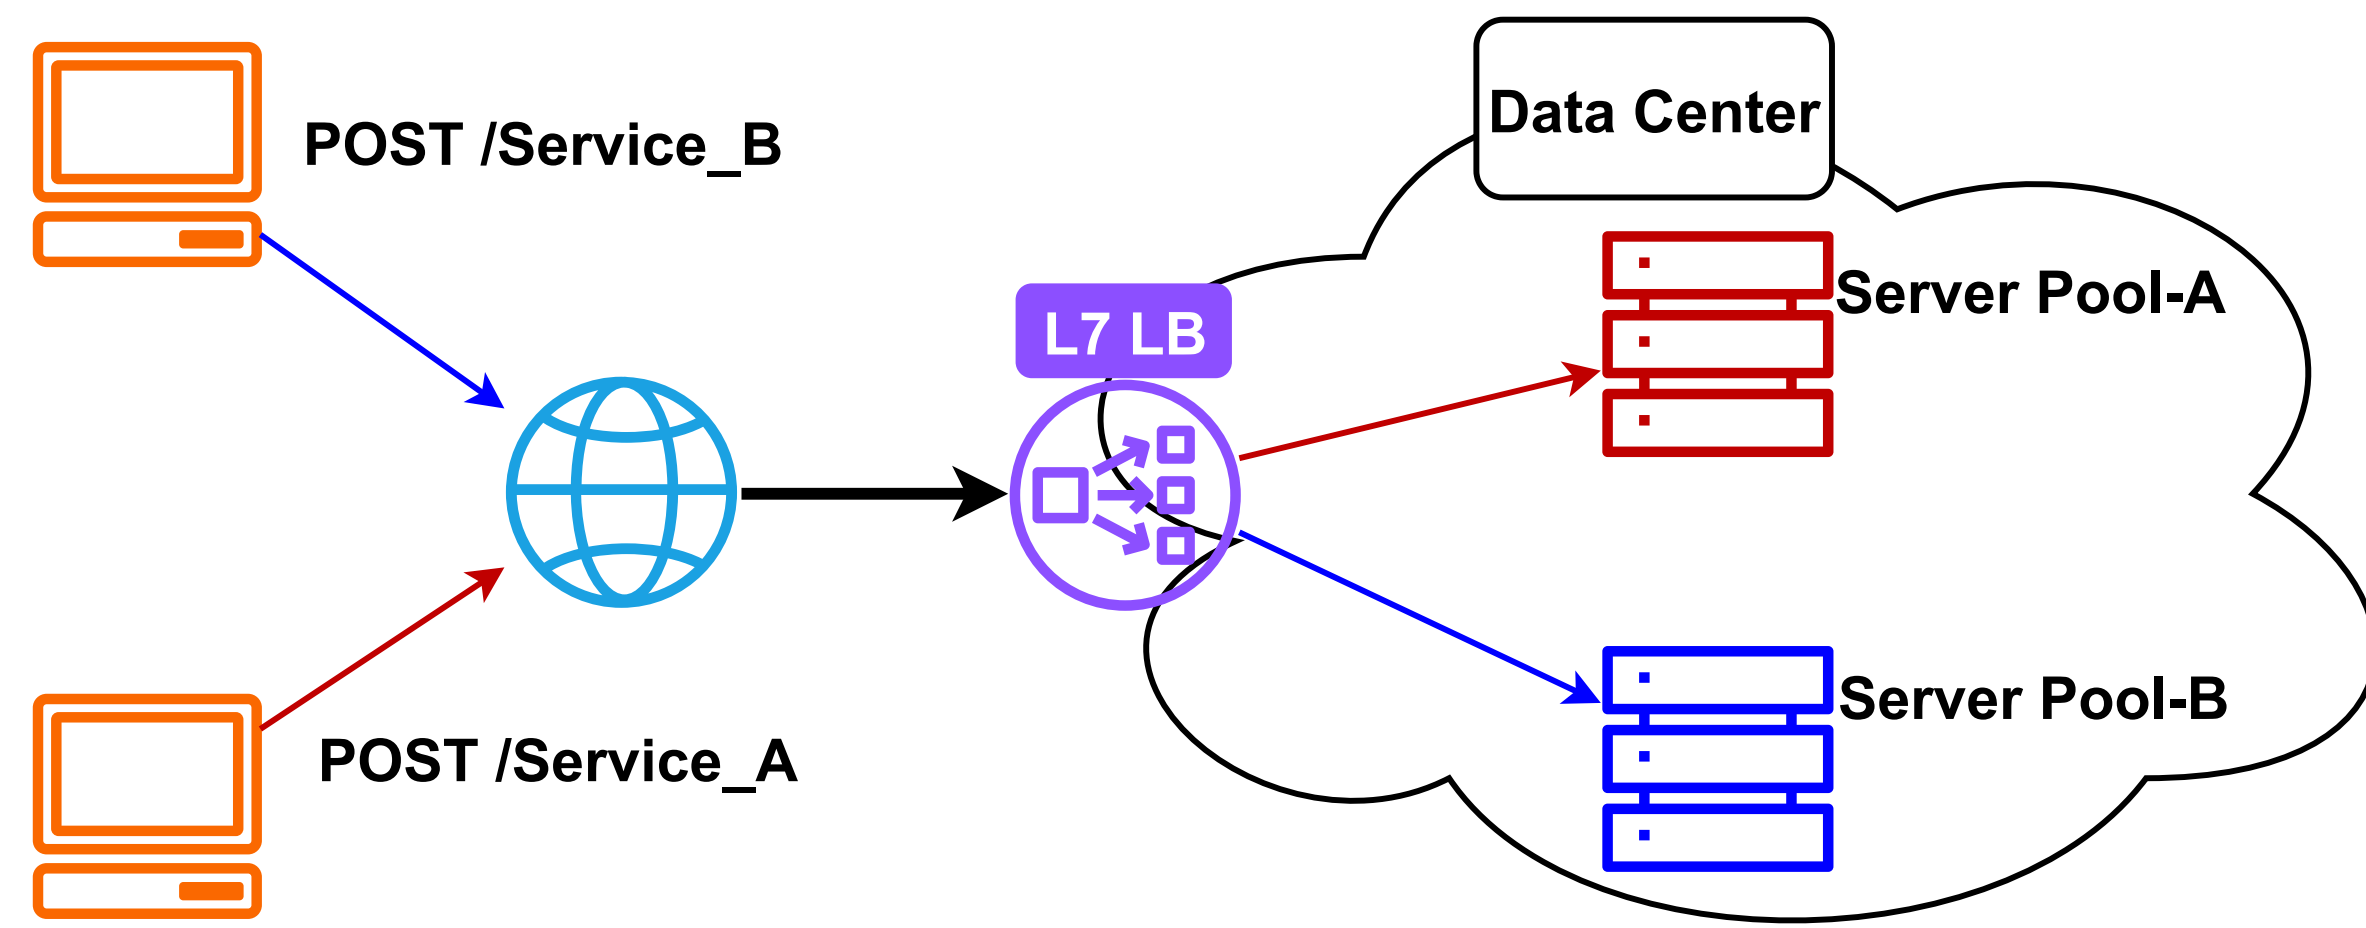 Data Center
POST /Service_B
Server Pool-A
L7 LB
Server Pool-B
POST /Service_A